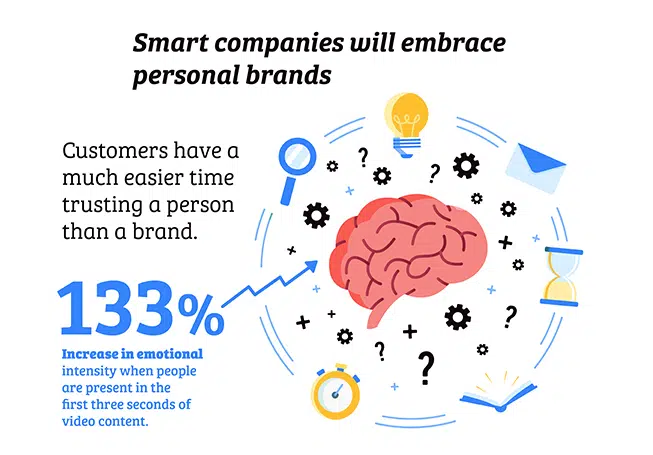 Smart companies will embrace
personal brands
Customers have a
much easier time
trusting a person
than a brand.
133%
Increase in emotional
intensity when people
are present in the
first three seconds of
video content.